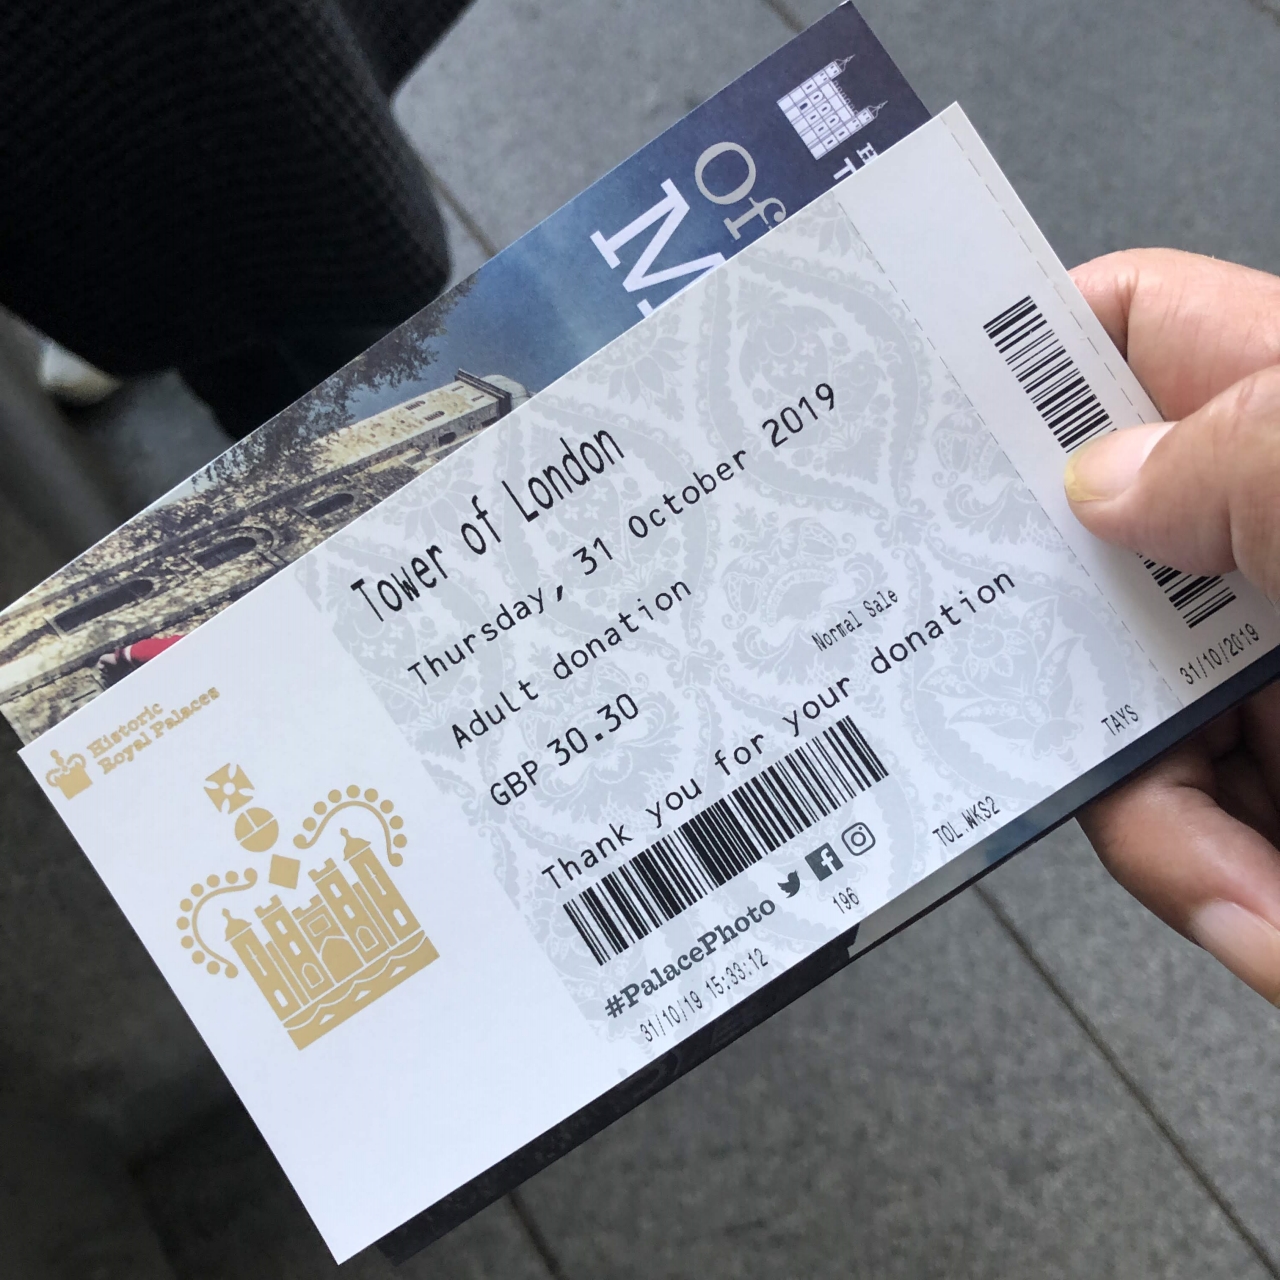 Of
M
Historic
Royal Palaces
Tower of London
Thursday, 31 October 2019
Adult donation
GBP 30.30
Normal Sale
Thank you for your donation
#PalacePhoto
196
31/10/19 15:33:12
TOL.WKS2
TAYS
31/10/2019